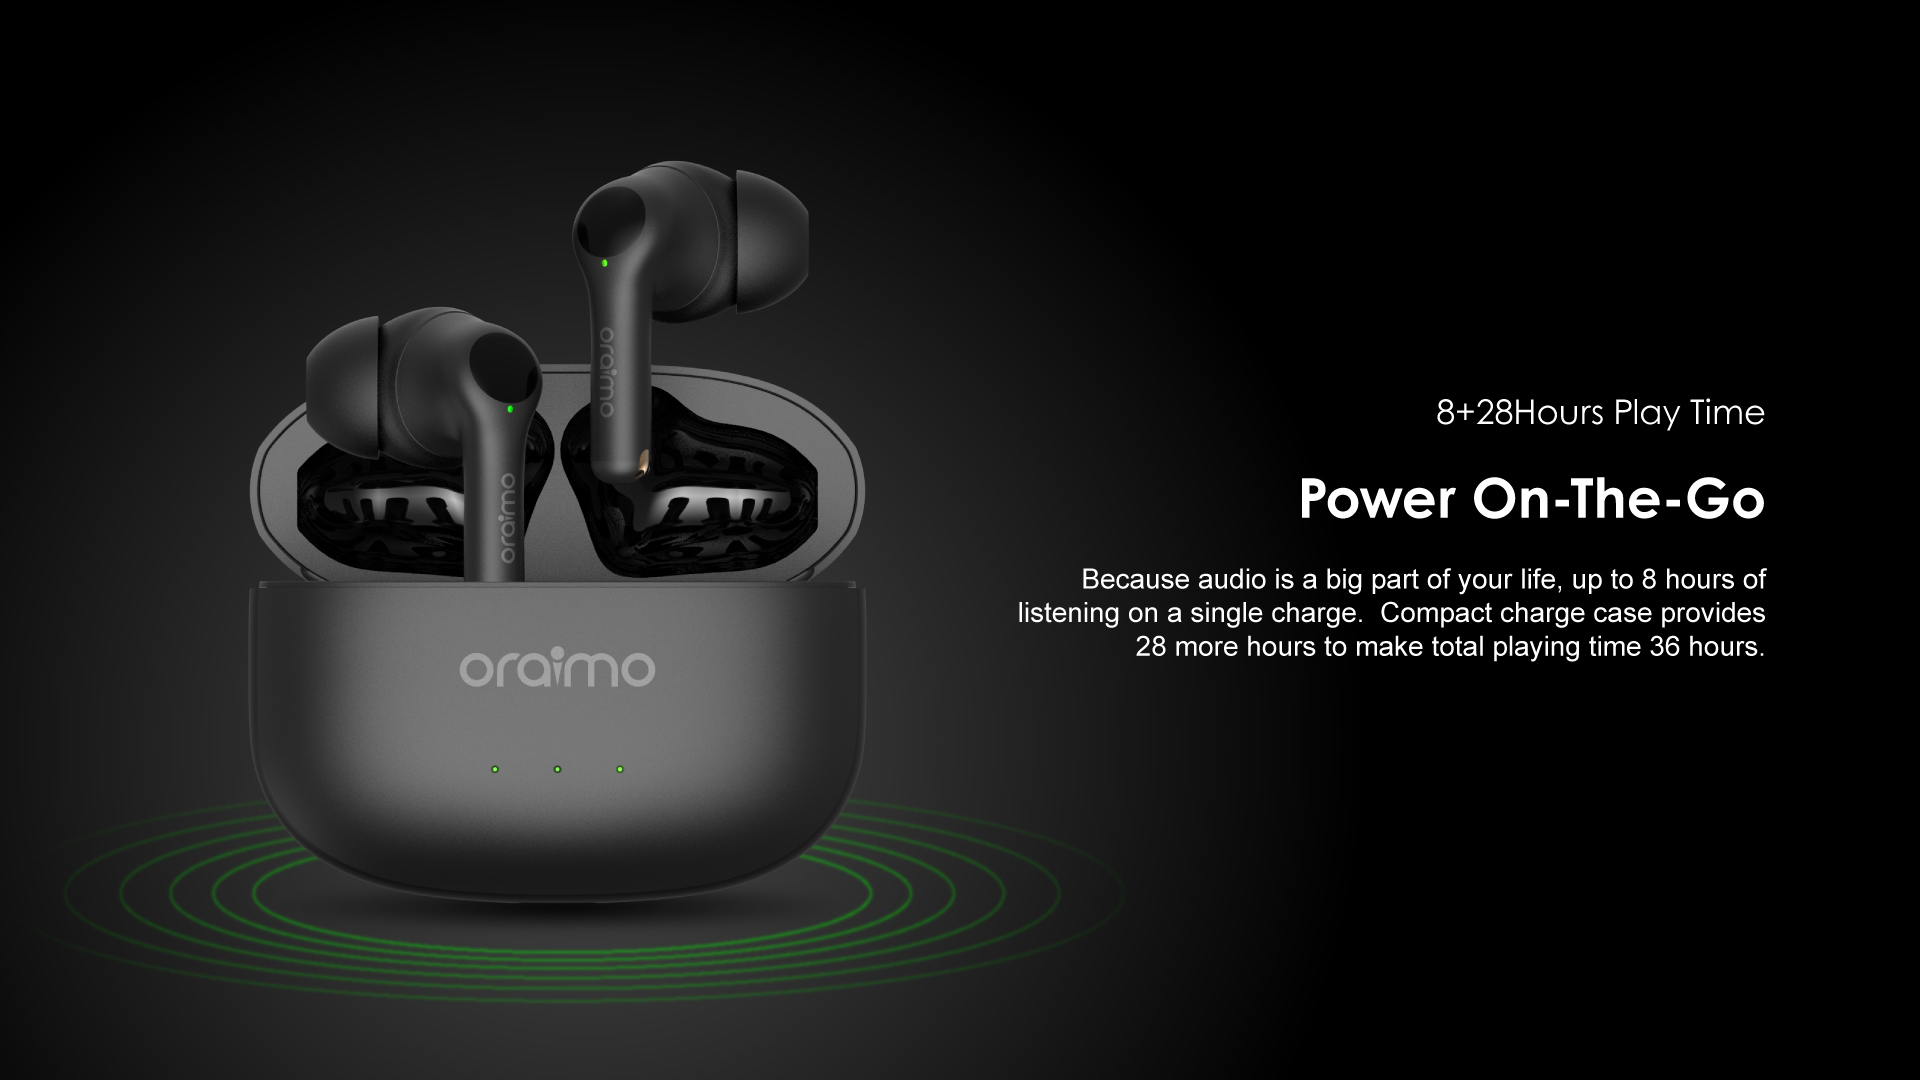 oraimo
oraimo
oraimo
8+28Hours Play Time
Power On-The-Go
Because audio is a big part of your life, up to 8 hours of
listening on a single charge.  Compact charge case provides
28 more hours to make total playing time 36 hours.